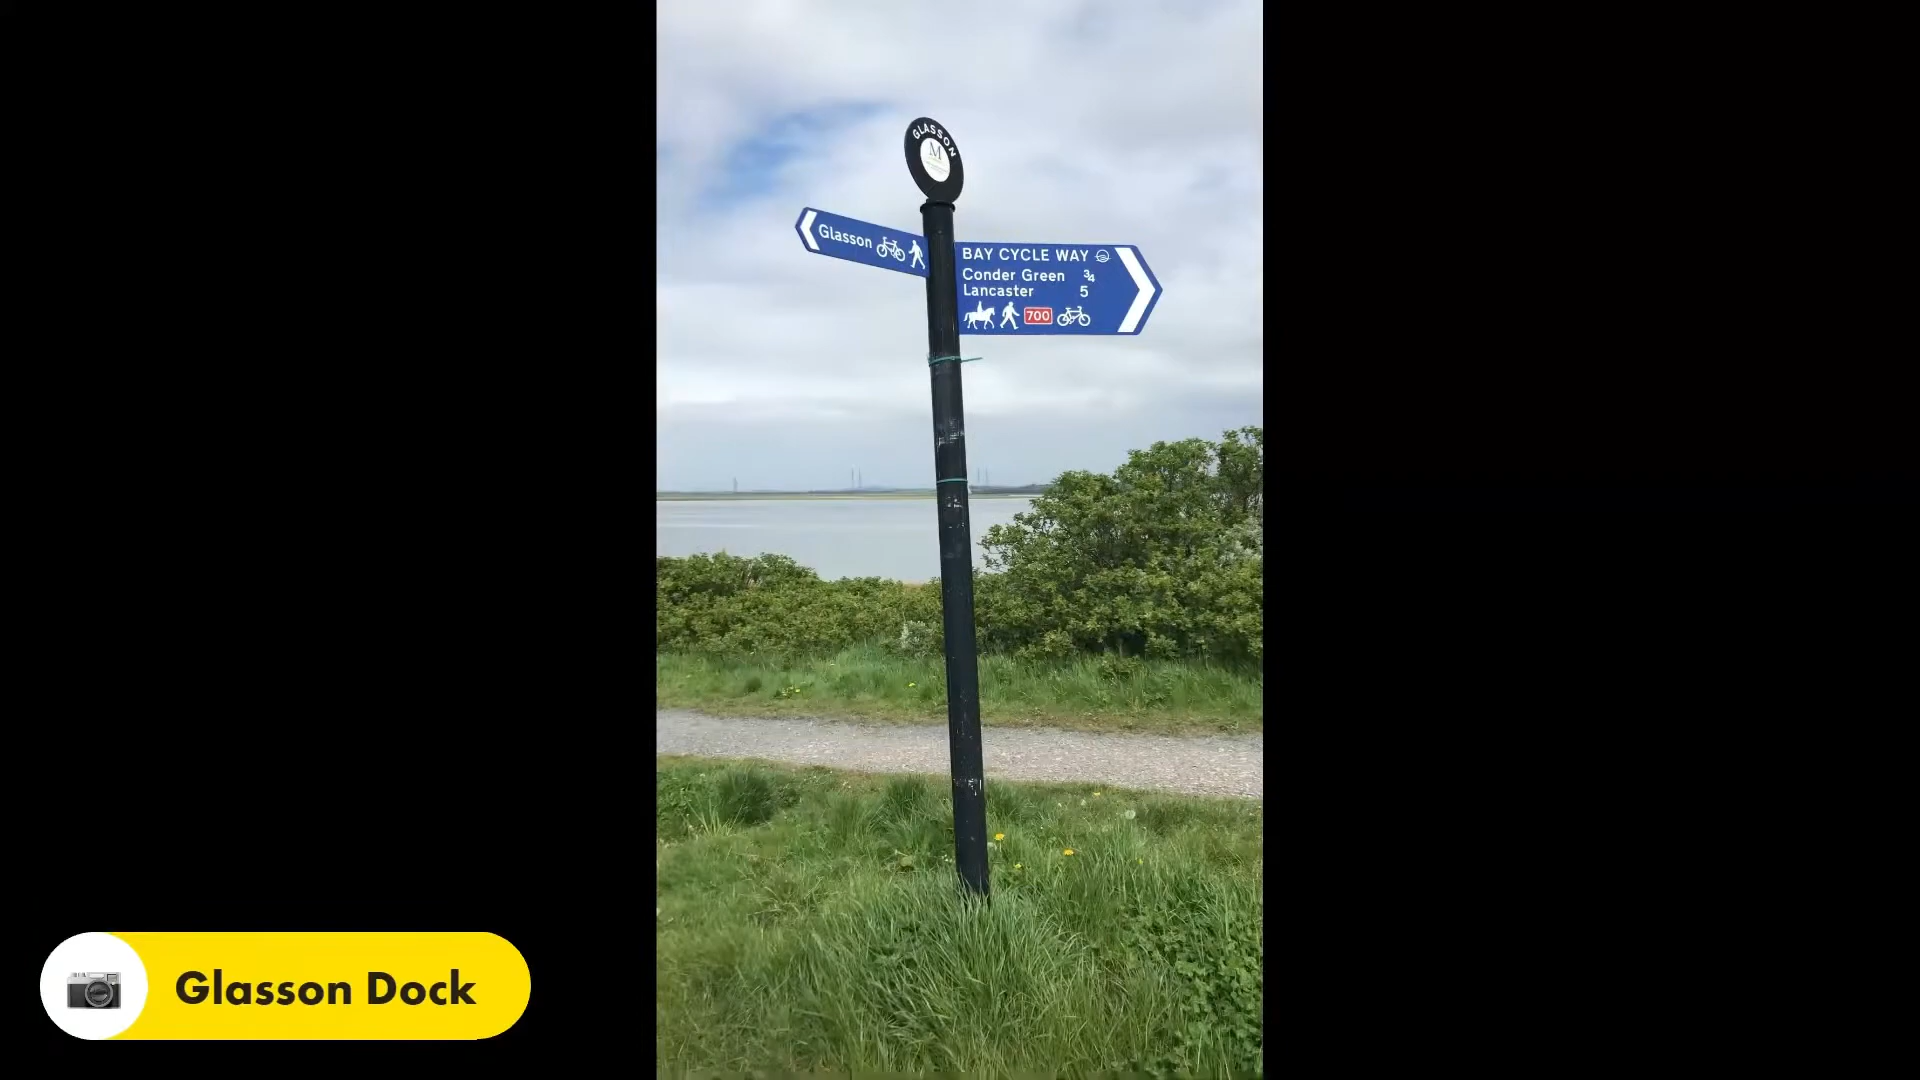 GLASSON
M
Glasson
BAY CYCLE WAY
Conder Green ¾
Lancaster 5
700
Glasson Dock